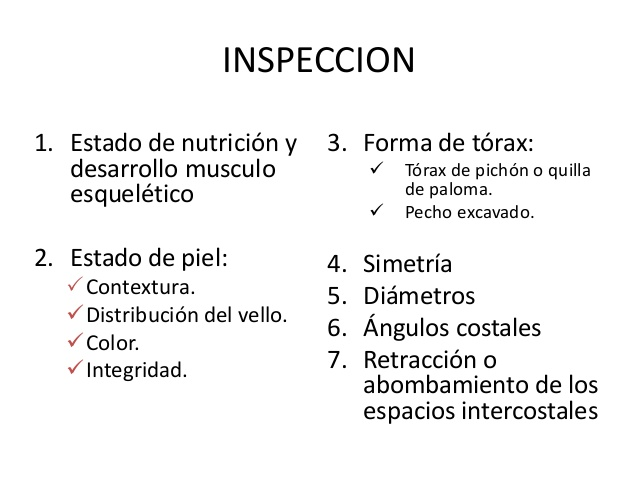 INSPECCION
1. Estado de nutrición y
desarrollo musculo
esquelético
2. Estado de piel:
✓Contextura.
✓Distribución del vello.
✓Color.
✓Integridad.
3. Forma de tórax:
✓ Tórax de pichón o quilla
de paloma.
✓ Pecho excavado.
4. Simetría
5. Diámetros
6. Ángulos costales
7. Retracción o
abombamiento de los
espacios intercostales